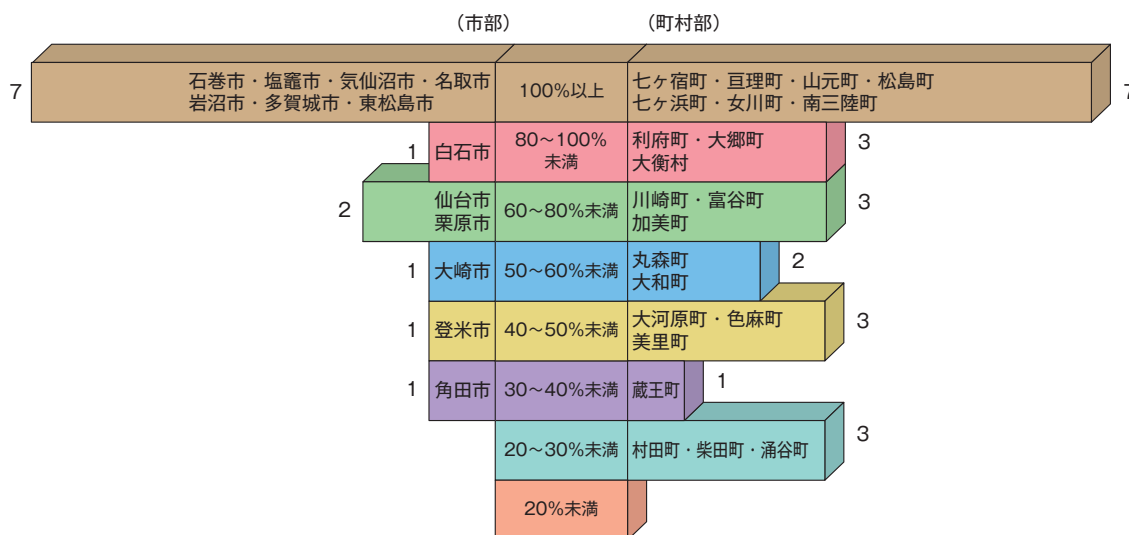 （市部）
（町村部）
7
石巻市・塩竈市・気仙沼市・名取市
岩沼市・多賀城市・東松島市
100%以上
七ヶ宿町・亘理町・山元町・松島町
七ヶ浜町・女川町・南三陸町
7
1
白石市
80〜100%
未満
利府町・大郷町
大衡村
3
2
仙台市
栗原市
60〜80%未満
川崎町・富谷町
加美町
3
1
大崎市
50〜60%未満
丸森町
大和町
2
1
登米市
40〜50%未満
大河原町・色麻町
美里町
3
1
角田市
30〜40%未満
蔵王町
1
20〜30%未満
村田町・柴田町・涌谷町
3
20%未満